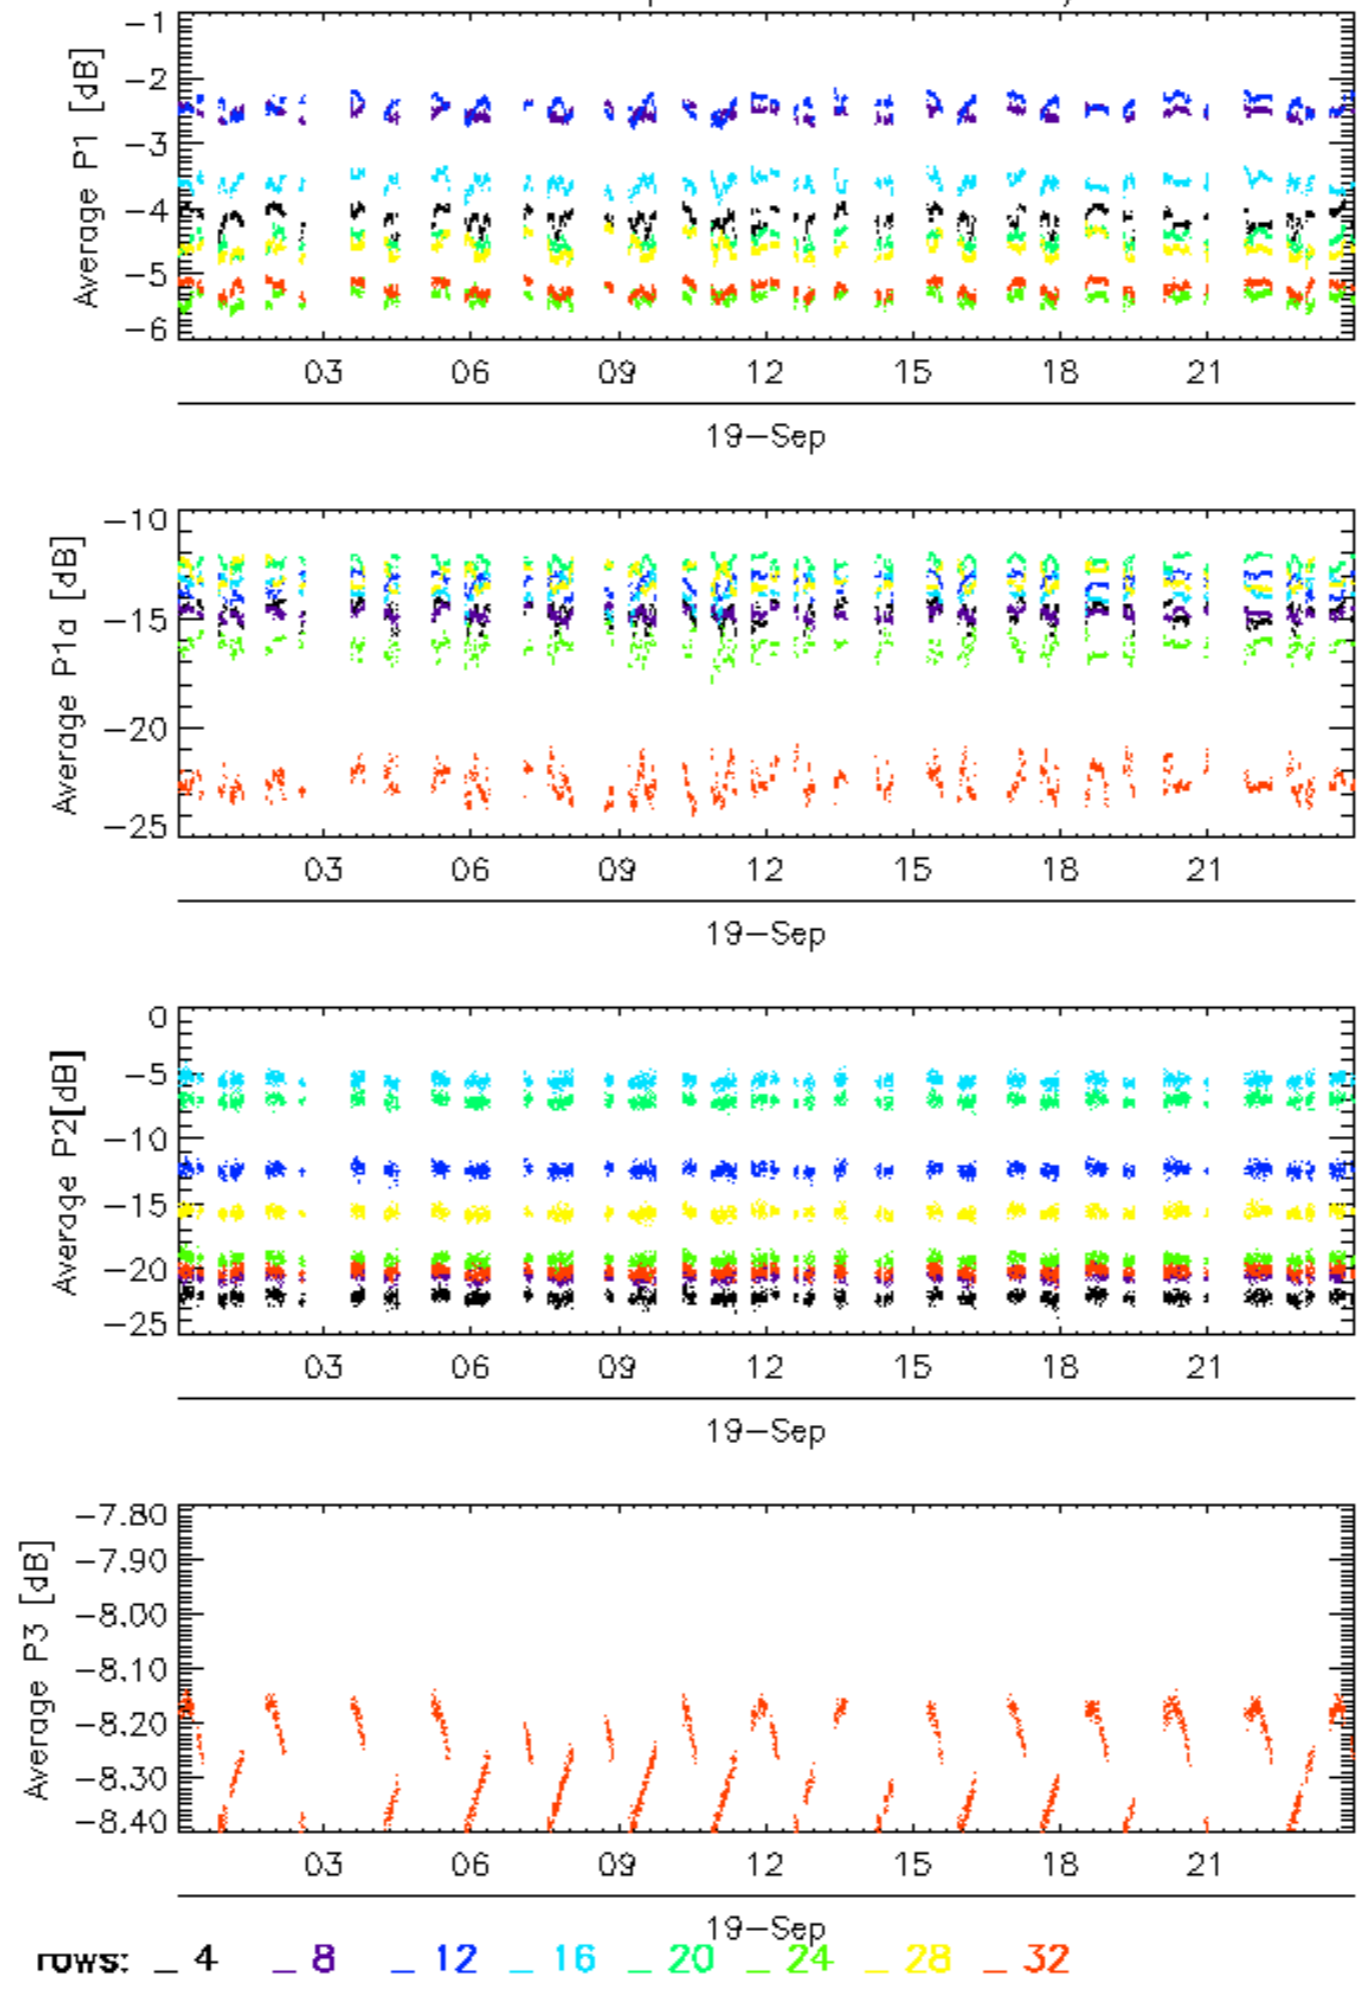 Average P1 [dB]
-1
-2
-3
-4
-5
-6
03 06 09 12 15 18 21
19-Sep
Average P1a [dB]
-10
-15
-20
-25
03 06 09 12 15 18 21
19-Sep
Average P2[dB]
0
-5
-10
-15
-20
-25
03 06 09 12 15 18 21
19-Sep
Average P3 [dB]
-7.80
-7.90
-8.00
-8.10
-8.20
-8.30
-8.40
03 06 09 12 15 18 21
19-Sep
rows: _ 4 _ 8 _ 12 _ 16 _ 20 _ 24 _ 28 _ 32